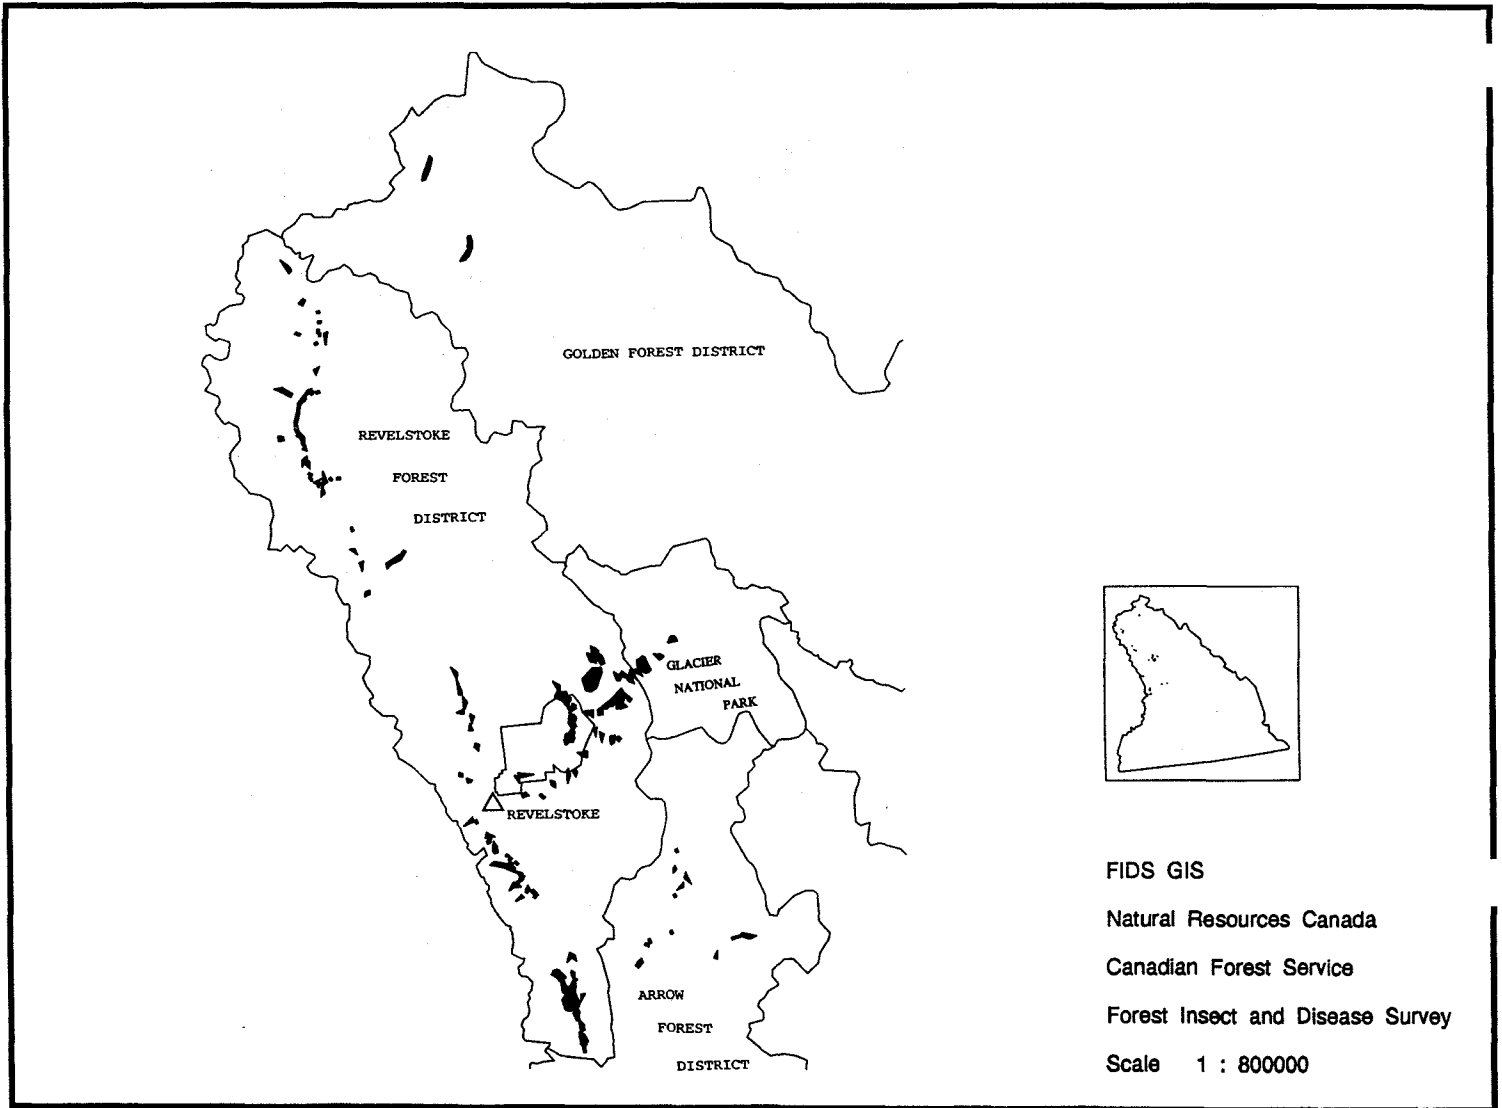 GOLDEN FOREST DISTRICT
REVELSTOKE
FOREST
DISTRICT
GLACIER
NATIONAL
PARK
REVELSTOKE
ARROW
FOREST
DISTRICT
FIDS GIS
Natural Resources Canada
Canadian Forest Service
Forest Insect and Disease Survey
Scale 1 : 800000